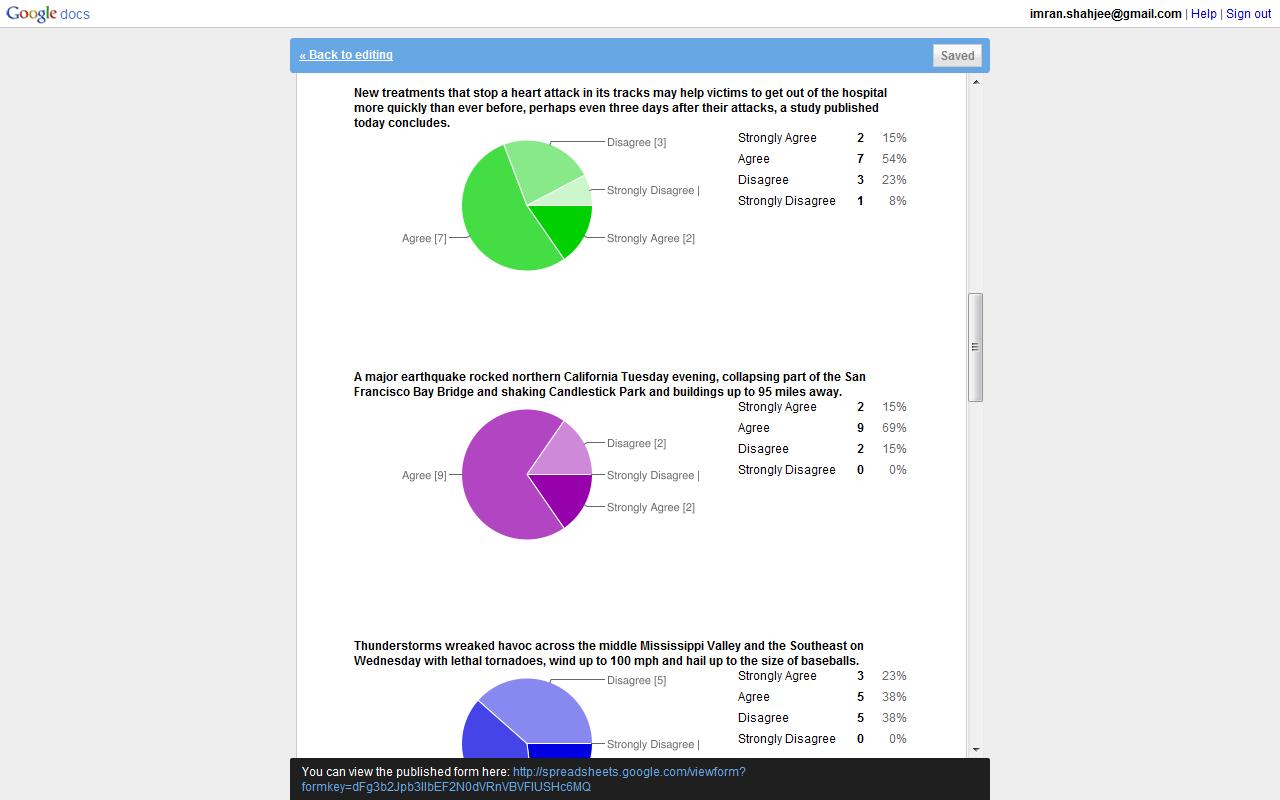 Google docs
imran.shahjee@gmail.com | Help | Sign out
« Back to editing
Saved
New treatments that stop a heart attack in its tracks may help victims to get out of the hospital
more quickly than ever before, perhaps even three days after their attacks, a study published
today concludes.
Disagree [3]
Strongly Disagree |
Agree [7]
Strongly Agree [2]
Strongly Agree 2 15%
Agree 7 54%
Disagree 3 23%
Strongly Disagree 1 8%
A major earthquake rocked northern California Tuesday evening, collapsing part of the San
Francisco Bay Bridge and shaking Candlestick Park and buildings up to 95 miles away.
Disagree [2]
Agree [9]
Strongly Disagree |
Strongly Agree [2]
Strongly Agree 2 15%
Agree 9 69%
Disagree 2 15%
Strongly Disagree 0 0%
Thunderstorms wreaked havoc across the middle Mississippi Valley and the Southeast on
Wednesday with lethal tornadoes, wind up to 100 mph and hail up to the size of baseballs.
Disagree [5]
Strongly Disagree |
Strongly Agree 3 23%
Agree 5 38%
Disagree 5 38%
Strongly Disagree 0 0%
You can view the published form here: http://spreadsheets.google.com/viewform?
formkey=dFg3b2Jpb3lIbEF2N0dVRnVBVFlUSHc6MQ